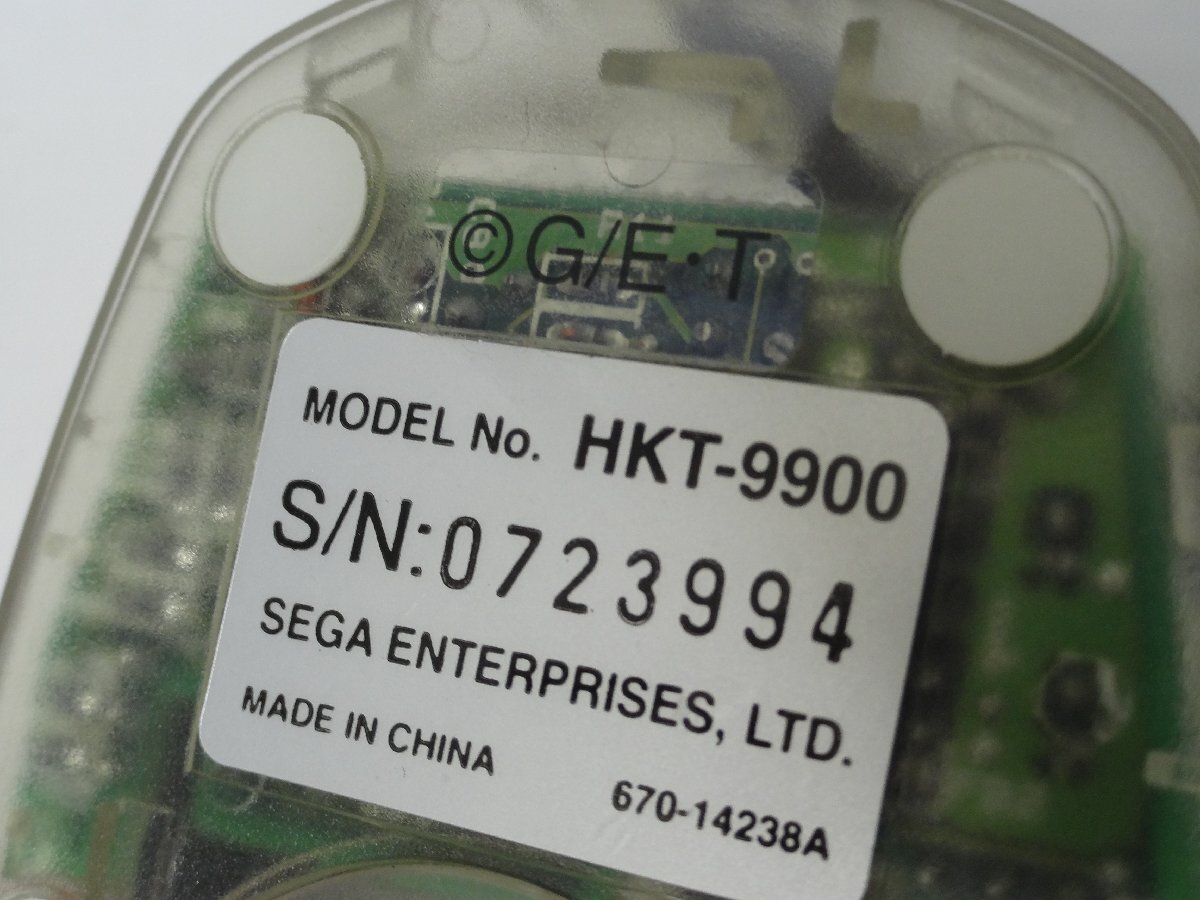 ©G/E·T
MODEL No. HKT-9900
S/N:0723994
SEGA ENTERPRISES, LTD.
MADE IN CHINA
670-14238A